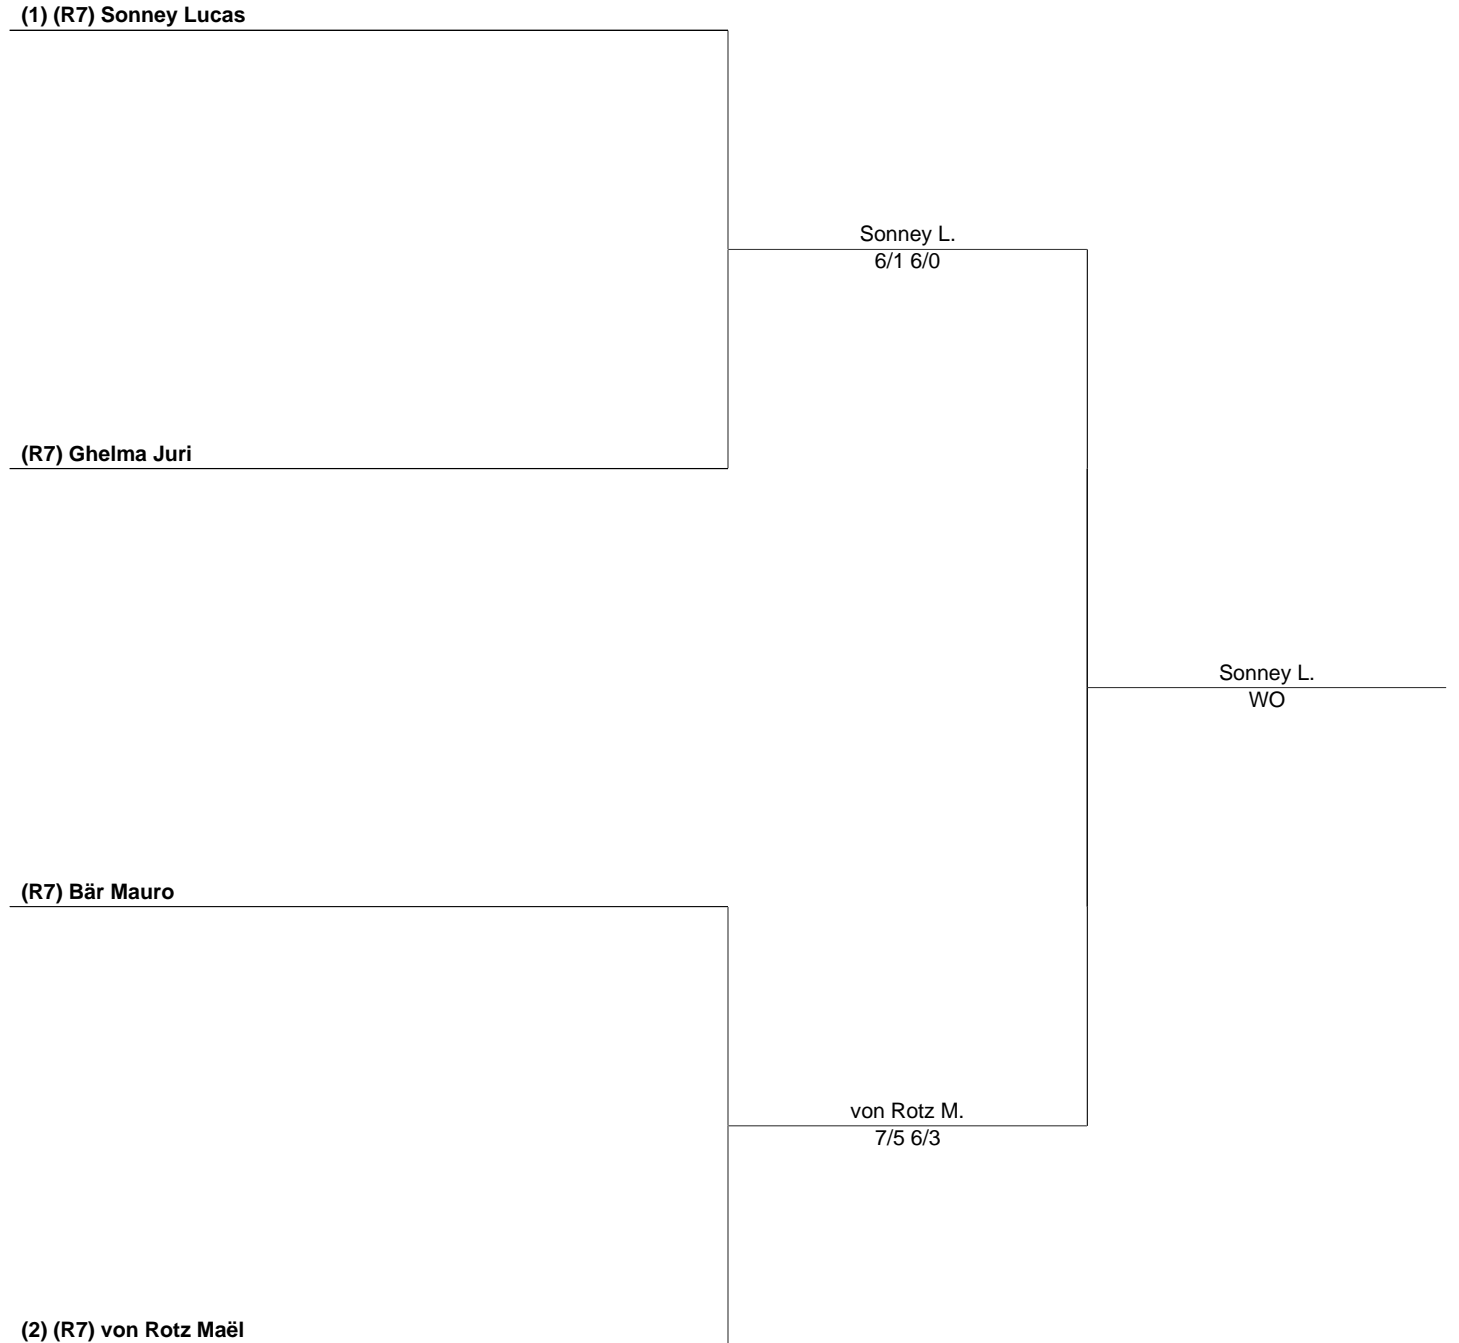 (1) (R7) Sonney Lucas
Sonney L.
6/1 6/0
(R7) Ghelma Juri
Sonney L.
WO
(R7) Bär Mauro
von Rotz M.
7/5 6/3
(2) (R7) von Rotz Maël